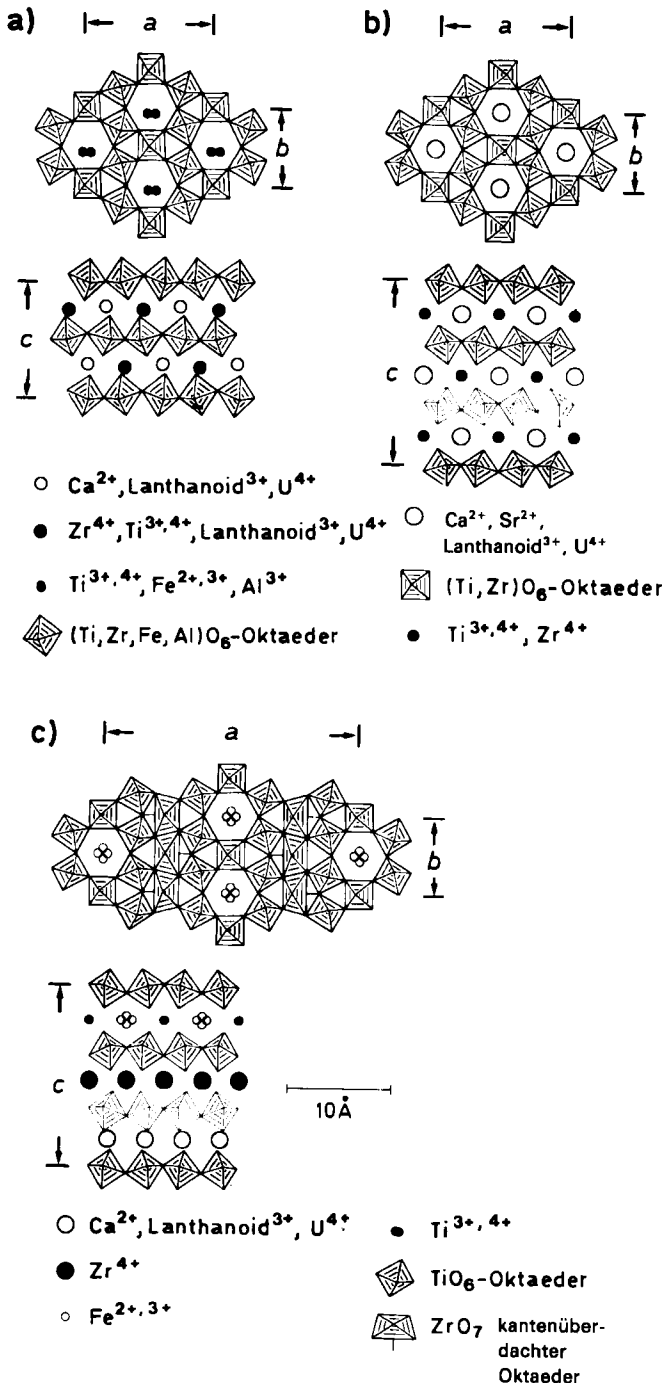 a)
a
b
c
Ca²⁺, Lanthanoid³⁺, U⁴⁺
Zr⁴⁺, Ti³⁺,⁴⁺, Lanthanoid³⁺, U⁴⁺
Ti³⁺,⁴⁺, Fe²⁺,³⁺, Al³⁺
(Ti, Zr, Fe, Al)O₆-Oktaeder
b)
a
b
c
Ca²⁺, Sr²⁺,
Lanthanoid³⁺, U⁴⁺
(Ti, Zr)O₆-Oktaeder
Ti³⁺,⁴⁺, Zr⁴⁺
c)
a
b
c
10Å
Ca²⁺, Lanthanoid³⁺, U⁴⁺
Zr⁴⁺
Fe²⁺,³⁺
Ti³⁺,⁴⁺
TiO₆-Oktaeder
ZrO₇ kantenüber-
dachter
Oktaeder